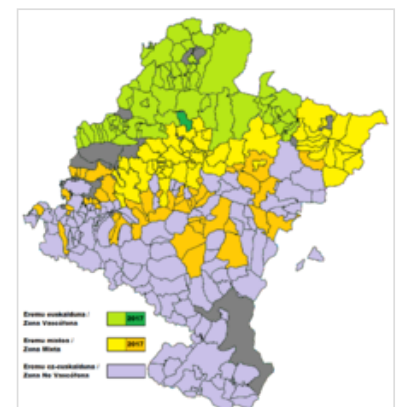 Eremu euskalduna /
Zona Vascófona
2017
Eremu mistoa /
Zona Mixta
2017
Eremu ez-euskalduna /
Zona No Vascófona